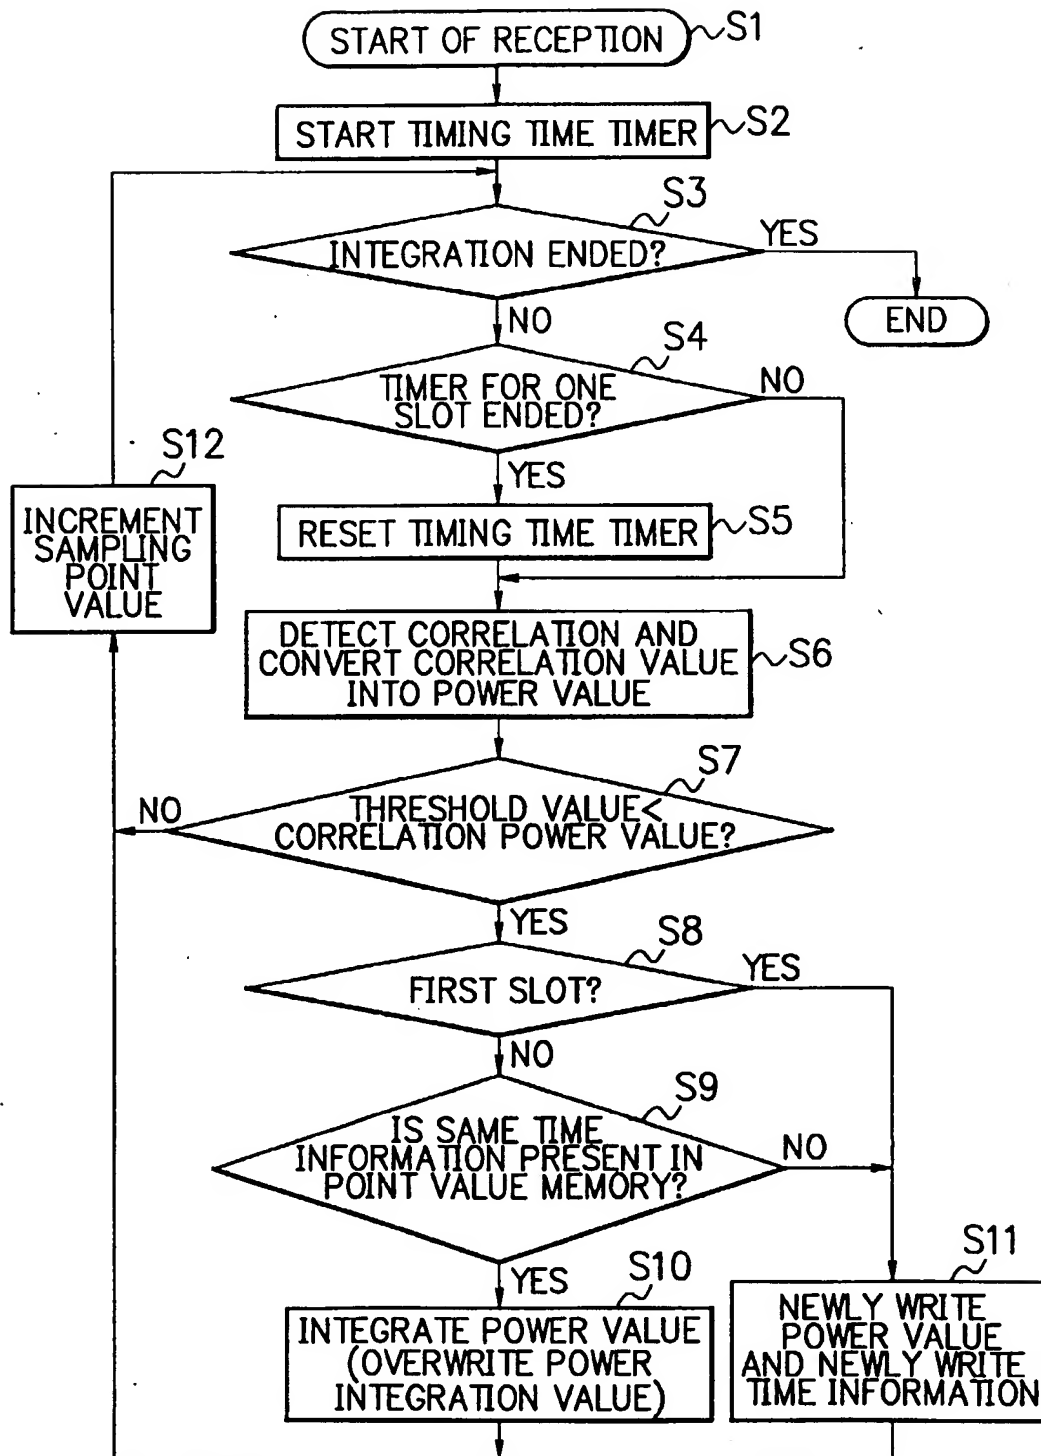 START OF RECEPTION
S1
START TIMING TIME TIMER
S2
S3
INTEGRATION ENDED?
YES
END
NO
S4
TIMER FOR ONE
SLOT ENDED?
NO
YES
S12
INCREMENT
SAMPLING
POINT
VALUE
RESET TIMING TIME TIMER
S5
DETECT CORRELATION AND
CONVERT CORRELATION VALUE
INTO POWER VALUE
S6
S7
THRESHOLD VALUE<
CORRELATION POWER VALUE?
NO
YES
S8
FIRST SLOT?
YES
NO
S9
IS SAME TIME
INFORMATION PRESENT IN
POINT VALUE MEMORY?
NO
YES
S10
INTEGRATE POWER VALUE
(OVERWRITE POWER
INTEGRATION VALUE)
S11
NEWLY WRITE
POWER VALUE
AND NEWLY WRITE
TIME INFORMATION